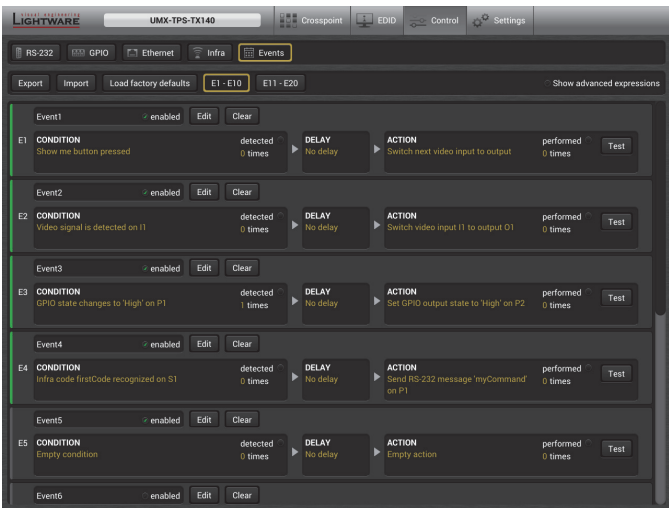 visual engineering
LIGHTWARE
UMX-TPS-TX140
Crosspoint
EDID
Control
Settings
RS-232
GPIO
Ethernet
Infra
Events
Export
Import
Load factory defaults
E1 - E10
E11 - E20
Show advanced expressions
Event1
enabled
Edit
Clear
E1
CONDITION
Show me button pressed
detected
0 times
DELAY
No delay
ACTION
Switch next video input to output
performed
0 times
Test
Event2
enabled
Edit
Clear
E2
CONDITION
Video signal is detected on I1
detected
0 times
DELAY
No delay
ACTION
Switch video input I1 to output O1
performed
0 times
Test
Event3
enabled
Edit
Clear
E3
CONDITION
GPIO state changes to 'High' on P1
detected
1 times
DELAY
No delay
ACTION
Set GPIO output state to 'High' on P2
performed
0 times
Test
Event4
enabled
Edit
Clear
E4
CONDITION
Infra code firstCode recognized on S1
detected
0 times
DELAY
No delay
ACTION
Send RS-232 message 'myCommand'
on P1
performed
0 times
Test
Event5
enabled
Edit
Clear
E5
CONDITION
Empty condition
detected
0 times
DELAY
No delay
ACTION
Empty action
performed
0 times
Test
Event6
enabled
Edit
Clear